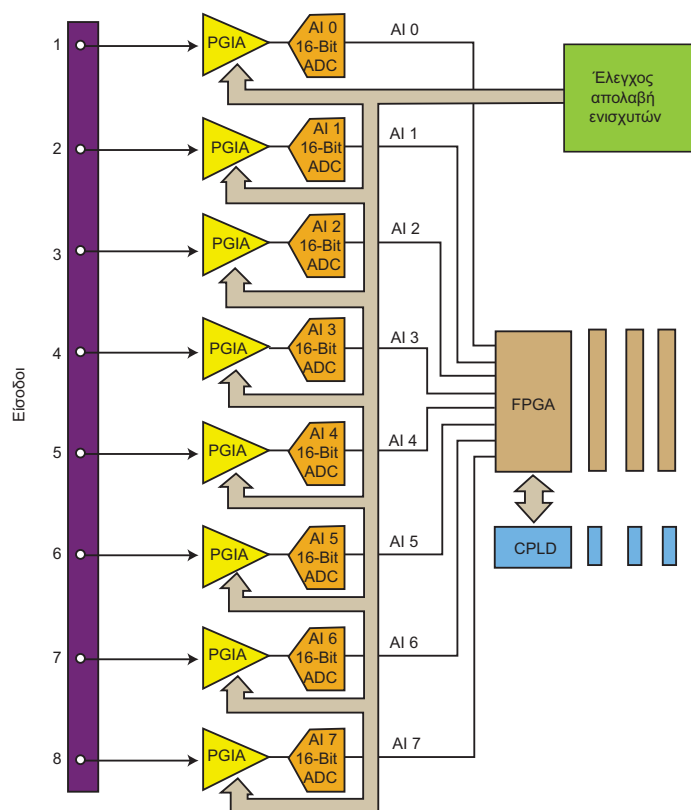 1
PGIA
AI 0
16-Bit
ADC
AI 0
Έλεγχος
απολαβή
ενισχυτών
2
PGIA
AI 1
16-Bit
ADC
AI 1
3
PGIA
AI 2
16-Bit
ADC
AI 2
4
PGIA
AI 3
16-Bit
ADC
AI 3
FPGA
Είσοδοι
5
PGIA
AI 4
16-Bit
ADC
AI 4
6
PGIA
AI 5
16-Bit
ADC
AI 5
CPLD
7
PGIA
AI 6
16-Bit
ADC
AI 6
8
PGIA
AI 7
16-Bit
ADC
AI 7